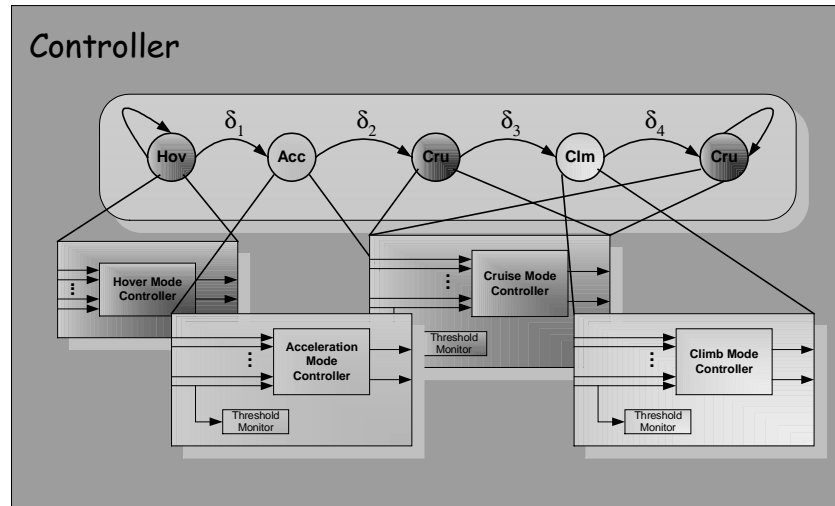 Controller
δ1 δ2 δ3 δ4
Hov Acc Cru Clm Cru
Hover Mode
Controller
Cruise Mode
Controller
Threshold
Monitor
Acceleration
Mode
Controller
Threshold
Monitor
Climb Mode
Controller
Threshold
Monitor